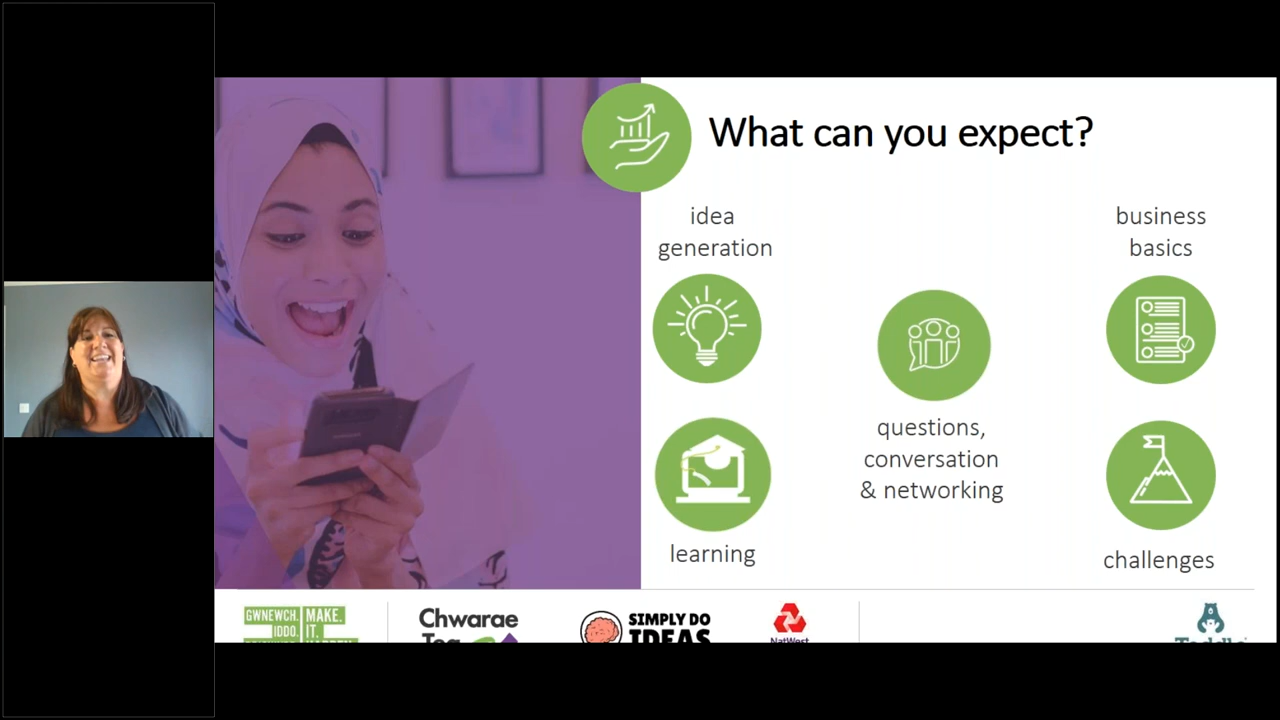 What can you expect?
idea
generation
business
basics
questions,
conversation
& networking
learning
challenges
GWNEWCH.
IDDO.
MAKE.
IT.
Chwarae
Teg
SIMPLY DO
IDEAS
NatWest